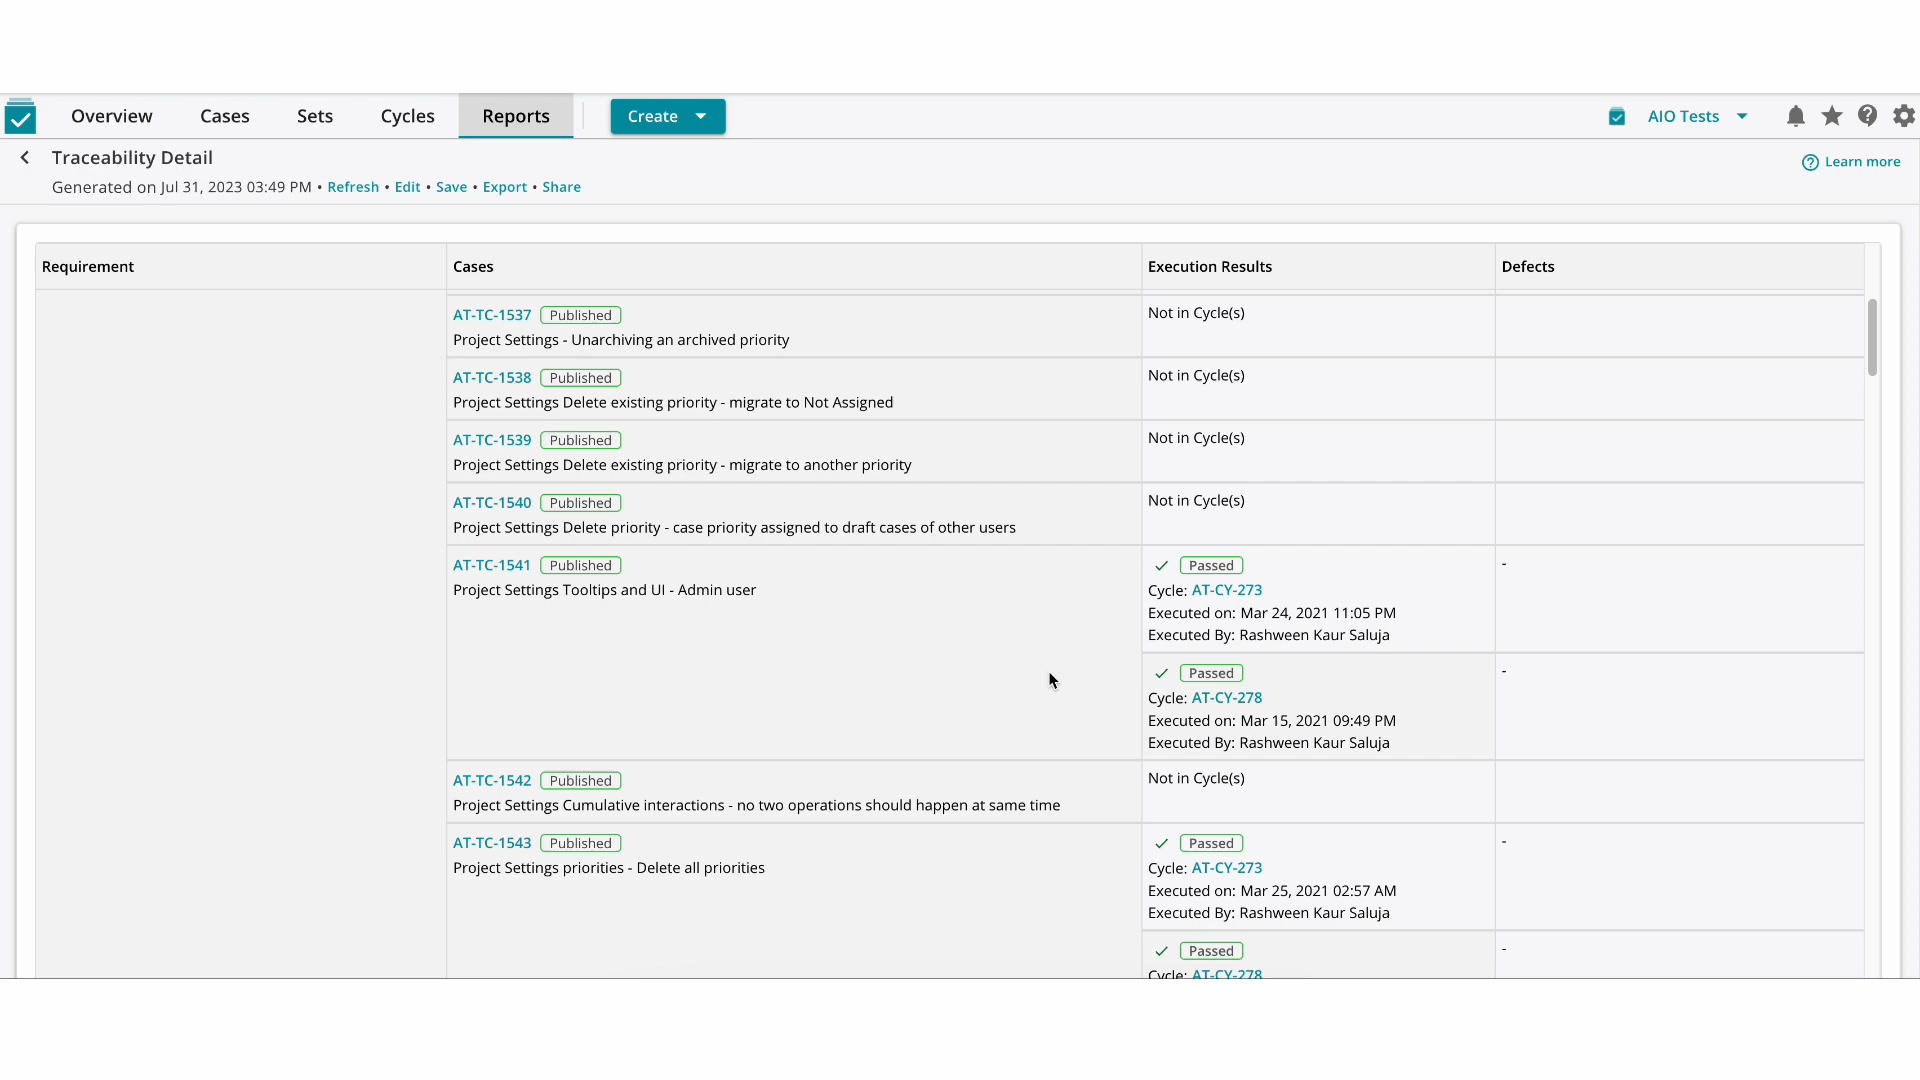 Overview Cases Sets Cycles Reports Create AIO Tests
Traceability Detail
Learn more
Generated on Jul 31, 2023 03:49 PM • Refresh • Edit • Save • Export • Share
Requirement Cases Execution Results Defects
AT-TC-1537 Published Not in Cycle(s)
Project Settings - Unarchiving an archived priority
AT-TC-1538 Published Not in Cycle(s)
Project Settings Delete existing priority - migrate to Not Assigned
AT-TC-1539 Published Not in Cycle(s)
Project Settings Delete existing priority - migrate to another priority
AT-TC-1540 Published Not in Cycle(s)
Project Settings Delete priority - case priority assigned to draft cases of other users
AT-TC-1541 Published Passed -
Project Settings Tooltips and UI - Admin user Cycle: AT-CY-273
Executed on: Mar 24, 2021 11:05 PM
Executed By: Rashween Kaur Saluja
Passed -
Cycle: AT-CY-278
Executed on: Mar 15, 2021 09:49 PM
Executed By: Rashween Kaur Saluja
AT-TC-1542 Published Not in Cycle(s)
Project Settings Cumulative interactions - no two operations should happen at same time
AT-TC-1543 Published Passed -
Project Settings priorities - Delete all priorities Cycle: AT-CY-273
Executed on: Mar 25, 2021 02:57 AM
Executed By: Rashween Kaur Saluja
Passed -
Cycle: AT-CY-278